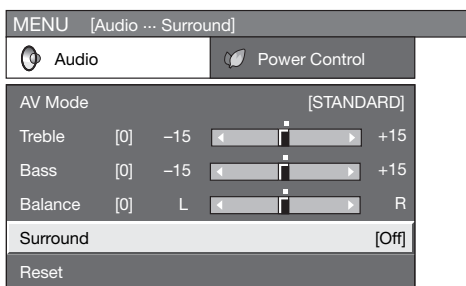 MENU [Audio ··· Surround]
Audio Power Control
AV Mode [STANDARD]
Treble [0] –15 +15
Bass [0] –15 +15
Balance [0] L R
Surround [Off]
Reset